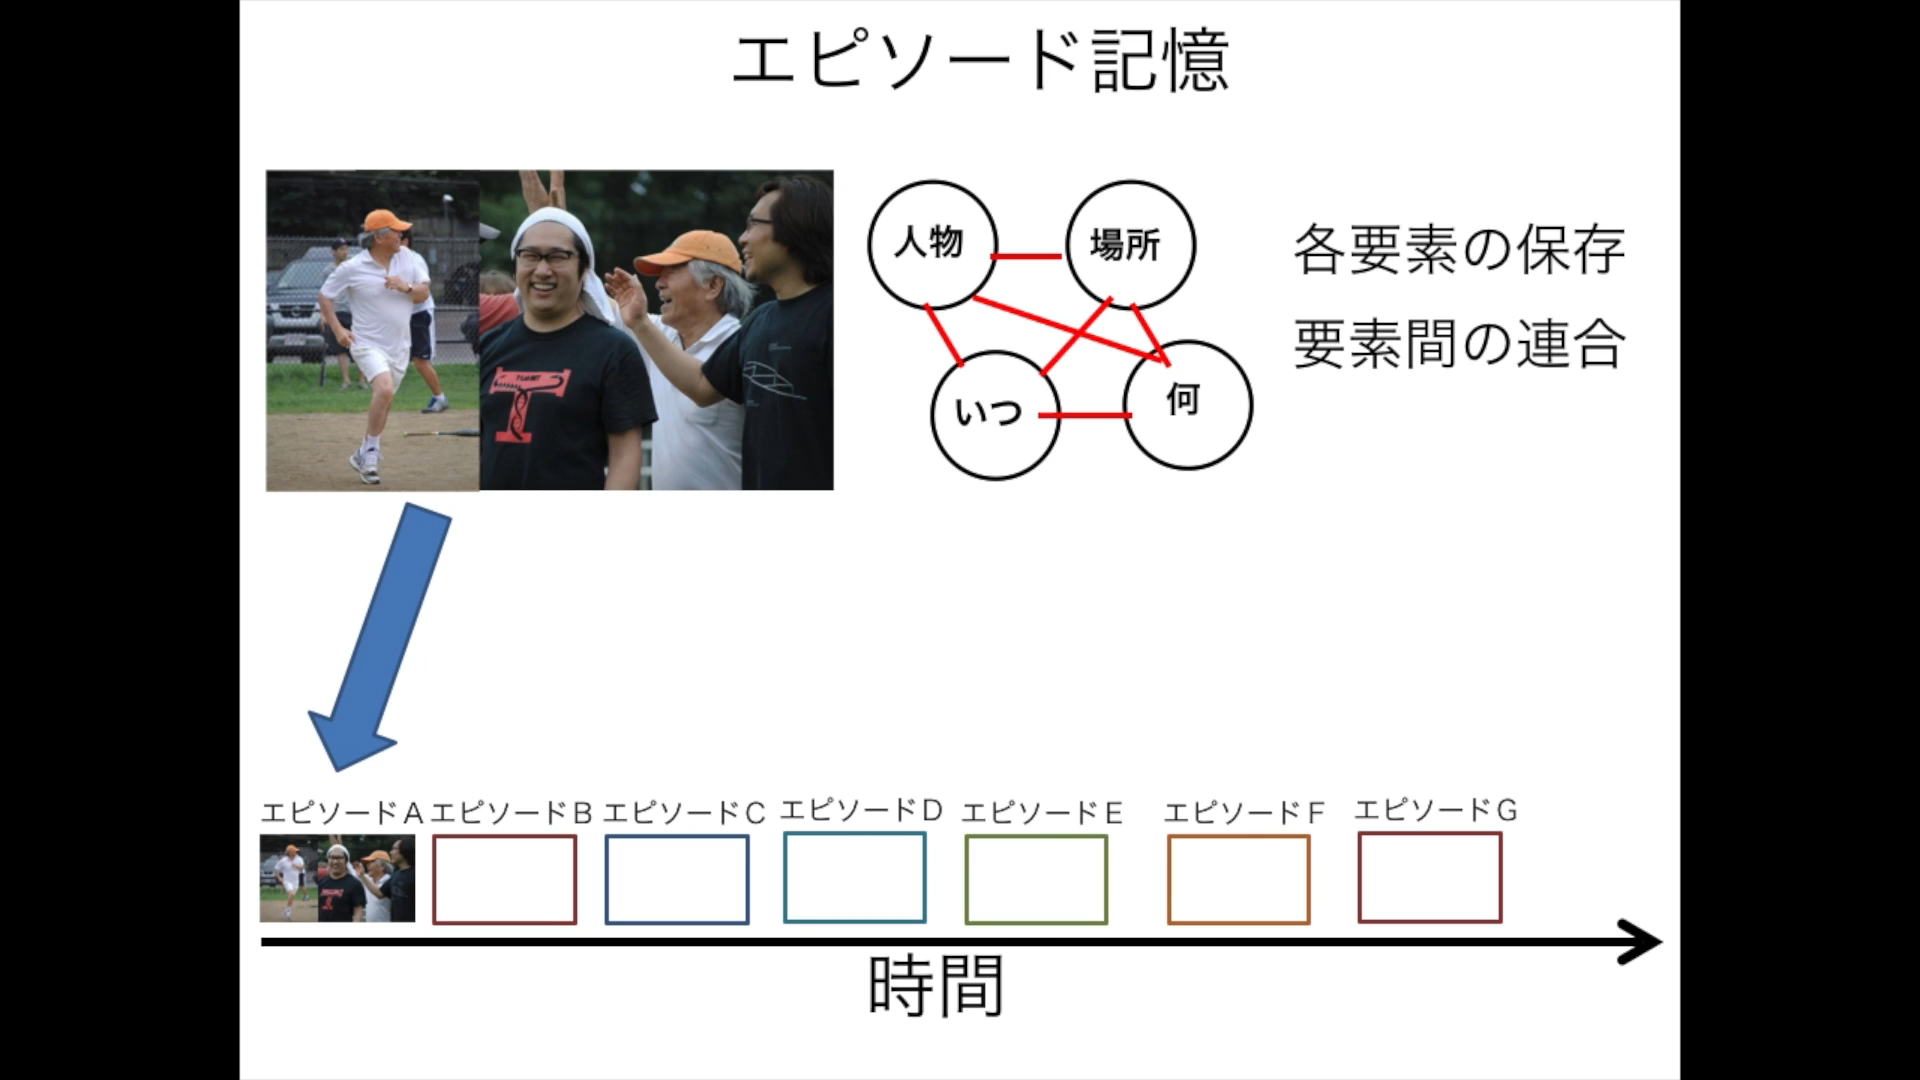 エピソード記憶
人物
場所
いつ
何
各要素の保存
要素間の連合
エピソードA
エピソードB
エピソードC
エピソードD
エピソードE
エピソードF
エピソードG
時間